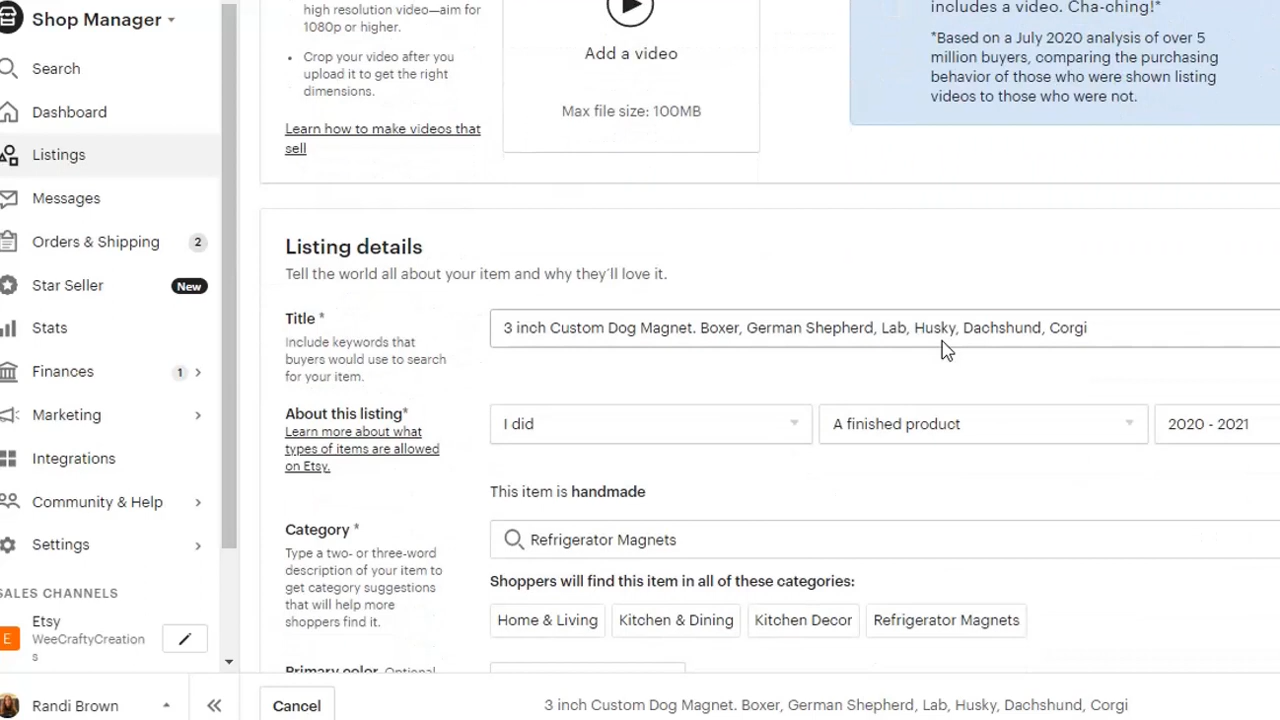 Shop Manager
Search
Dashboard
Listings
Messages
Orders & Shipping 2
Star Seller New
Stats
Finances 1
Marketing
Integrations
Community & Help
Settings
SALES CHANNELS
E
Etsy
WeeCraftyCreation
s
Randi Brown
high resolution video—aim for
1080p or higher.
• Crop your video after you
upload it to get the right
dimensions.
Learn how to make videos that
sell
Add a video
Max file size: 100MB
includes a video. Cha-ching!*
*Based on a July 2020 analysis of over 5
million buyers, comparing the purchasing
behavior of those who were shown listing
videos to those who were not.
Listing details
Tell the world all about your item and why they'll love it.
Title *
Include keywords that
buyers would use to search
for your item.
3 inch Custom Dog Magnet. Boxer, German Shepherd, Lab, Husky, Dachshund, Corgi
About this listing*
Learn more about what
types of items are allowed
on Etsy.
I did
A finished product
2020 - 2021
This item is handmade
Category *
Type a two- or three-word
description of your item to
get category suggestions
that will help more
shoppers find it.
Refrigerator Magnets
Shoppers will find this item in all of these categories:
Home & Living
Kitchen & Dining
Kitchen Decor
Refrigerator Magnets
Primary color Optional
Cancel
3 inch Custom Dog Magnet. Boxer, German Shepherd, Lab, Husky, Dachshund, Corgi